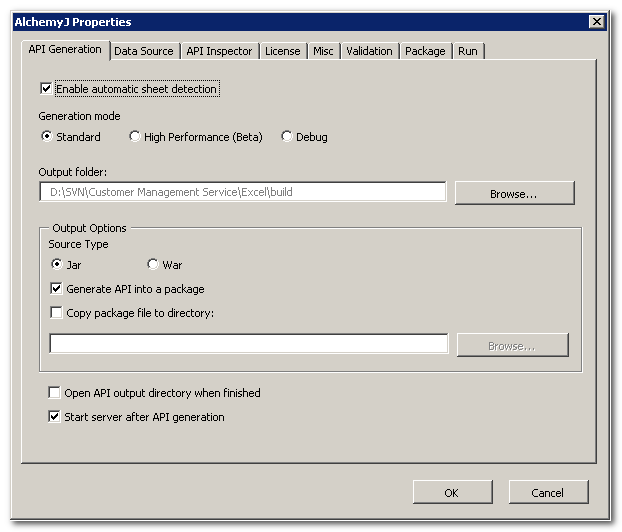 AlchemyJ Properties
API Generation Data Source API Inspector License Misc Validation Package Run
Enable automatic sheet detection
Generation mode
Standard High Performance (Beta) Debug
Output folder:
D:\SVN\Customer Management Service\Excel\build Browse...
Output Options
Source Type
Jar War
Generate API into a package
Copy package file to directory:
Browse...
Open API output directory when finished
Start server after API generation
OK Cancel